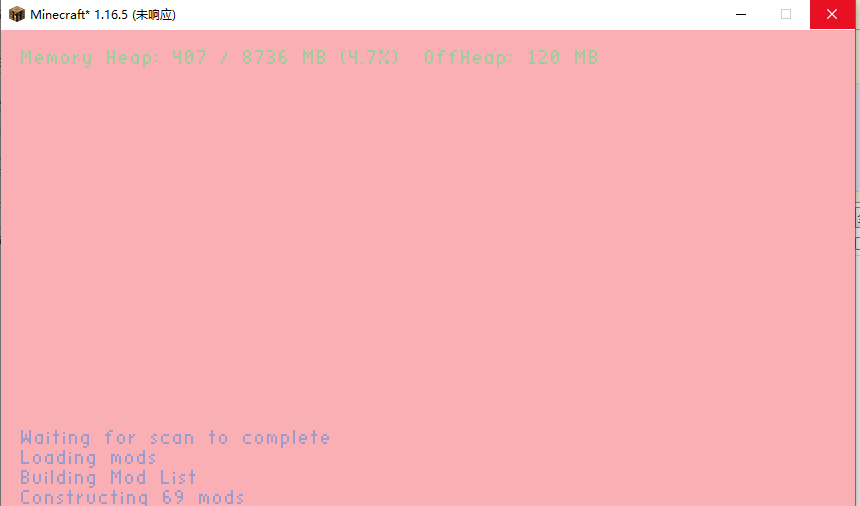 Minecraft* 1.16.5 (未响应)
Memory Heap: 407 / 8736 MB (4.7%) OffHeap: 120 MB
Waiting for scan to complete
Loading mods
Building Mod List
Constructing 69 mods